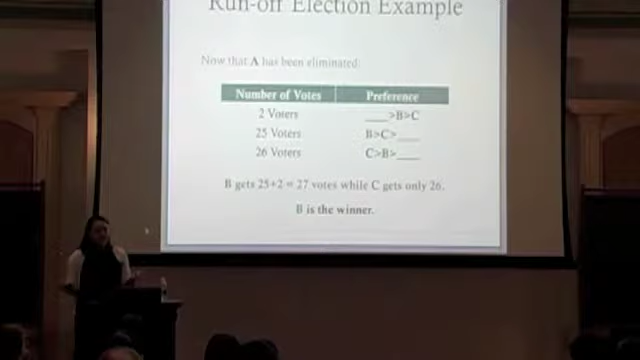 Run-off Election Example
Now that A has been eliminated:
Number of Votes Preference
2 Voters ___>B>C
25 Voters B>C>___
26 Voters C>B>___
B gets 25+2 = 27 votes while C gets only 26.
B is the winner.